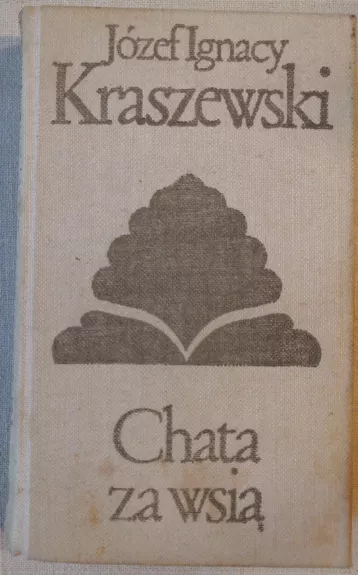 Józef Ignacy
Kraszewski
Chata
za wsią